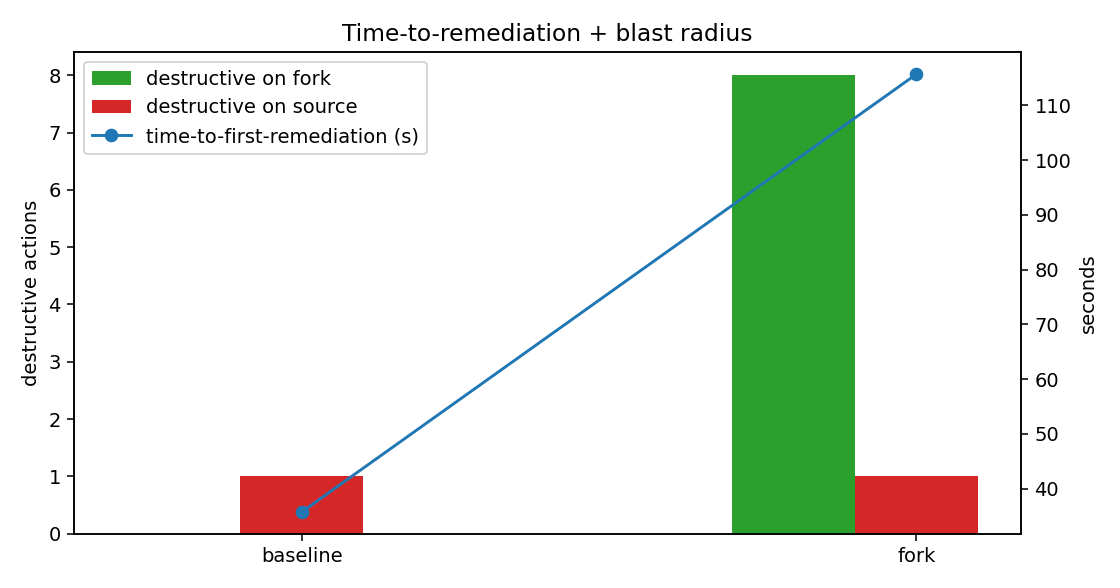 Time-to-remediation + blast radius
destructive on fork
destructive on source
time-to-first-remediation (s)
destructive actions
8
7
6
5
4
3
2
1
0
110
100
90
80
70
60
50
40
seconds
baseline
fork